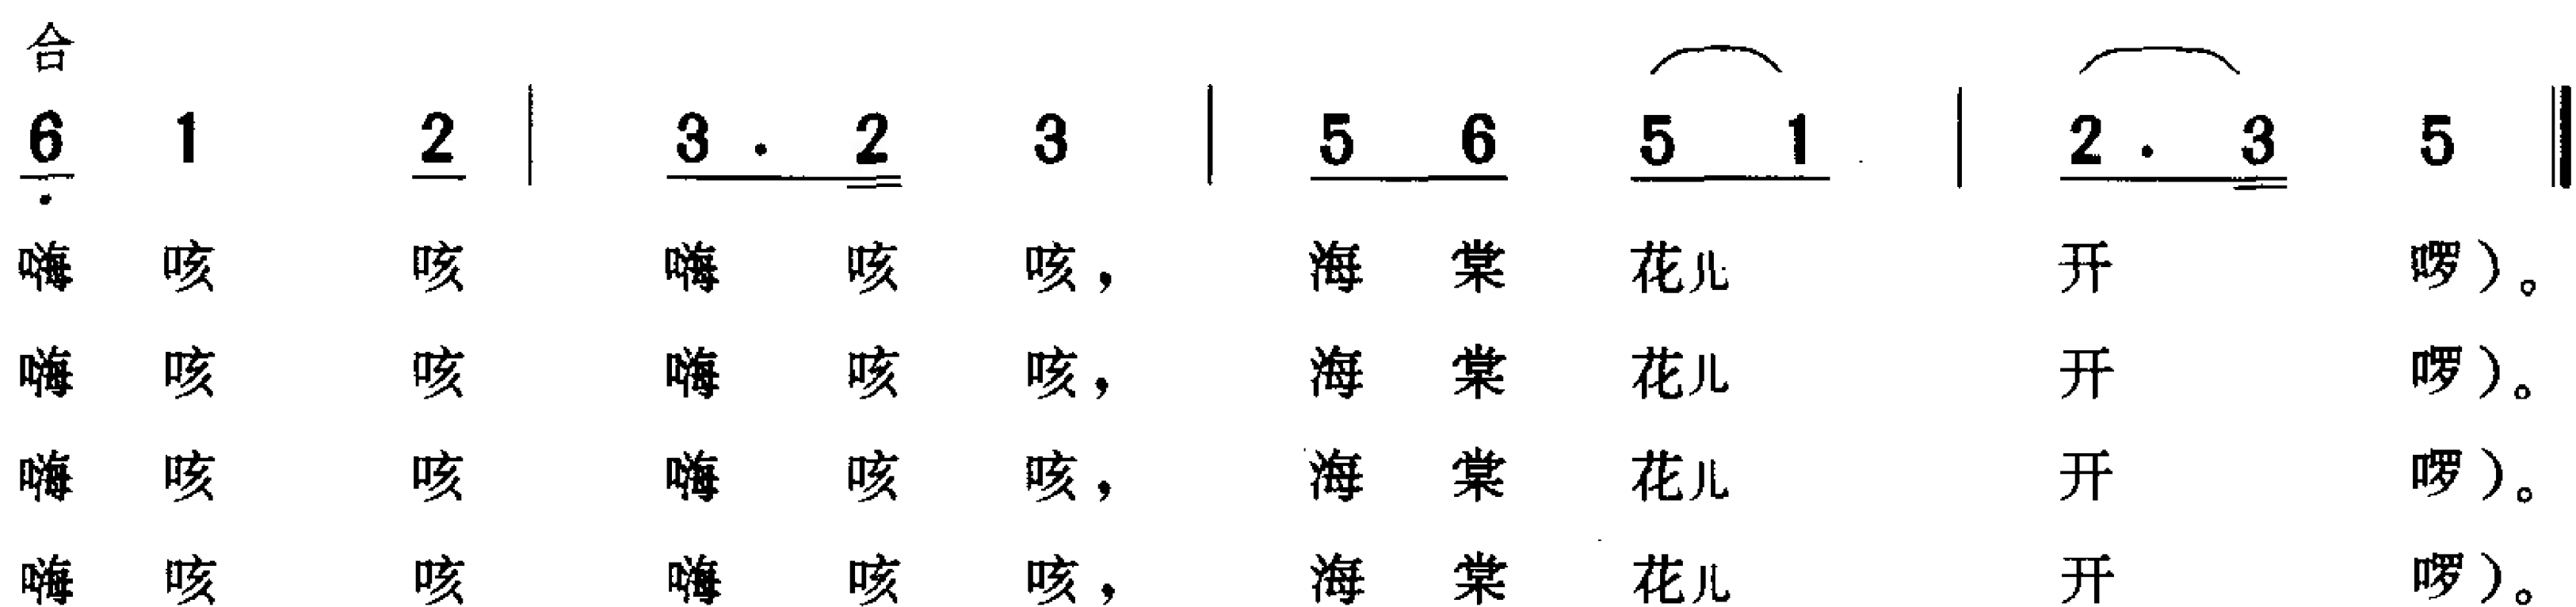 合
6 1 2 | 3 . 2 3 | 5 6 5 1 | 2 . 3 5 ‖
嗨 咳 咳 嗨 咳 咳， 海 棠 花儿 开 啰）。
嗨 咳 咳 嗨 咳 咳， 海 棠 花儿 开 啰）。
嗨 咳 咳 嗨 咳 咳， 海 棠 花儿 开 啰）。
嗨 咳 咳 嗨 咳 咳， 海 棠 花儿 开 啰）。